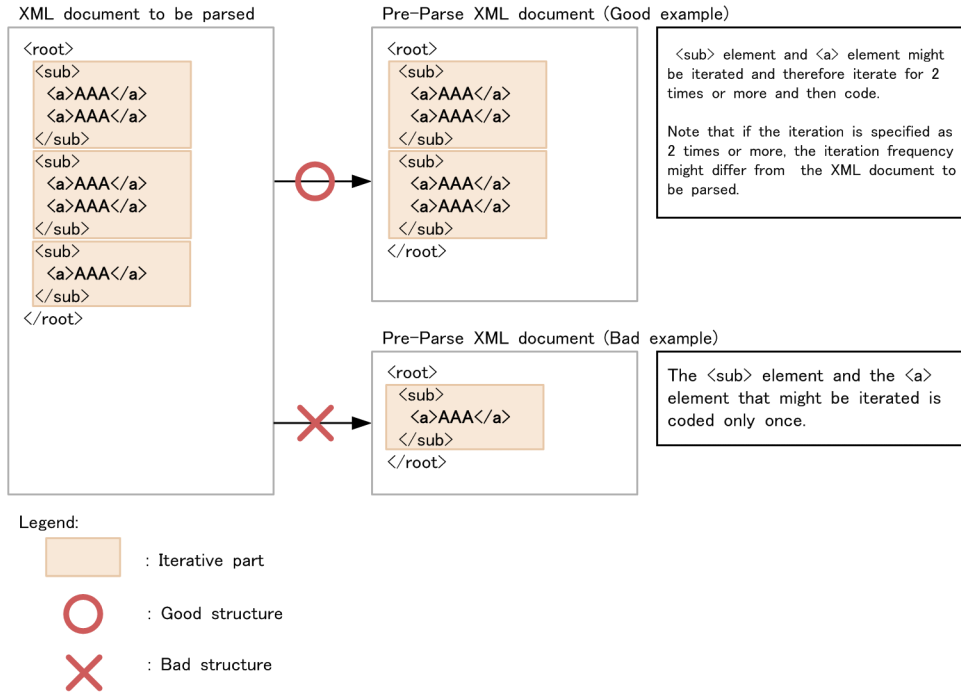 XML document to be parsed
<root>
<sub>
<a>AAA</a>
<a>AAA</a>
</sub>
<sub>
<a>AAA</a>
<a>AAA</a>
</sub>
<sub>
<a>AAA</a>
</sub>
</root>
Pre-Parse XML document (Good example)
<root>
<sub>
<a>AAA</a>
<a>AAA</a>
</sub>
<sub>
<a>AAA</a>
<a>AAA</a>
</sub>
</root>
<sub> element and <a> element might
be iterated and therefore iterate for 2
times or more and then code.
Note that if the iteration is specified as
2 times or more, the iteration frequency
might differ from the XML document to
be parsed.
Pre-Parse XML document (Bad example)
<root>
<sub>
<a>AAA</a>
</sub>
</root>
The <sub> element and the <a>
element that might be iterated is
coded only once.
Legend:
: Iterative part
: Good structure
: Bad structure